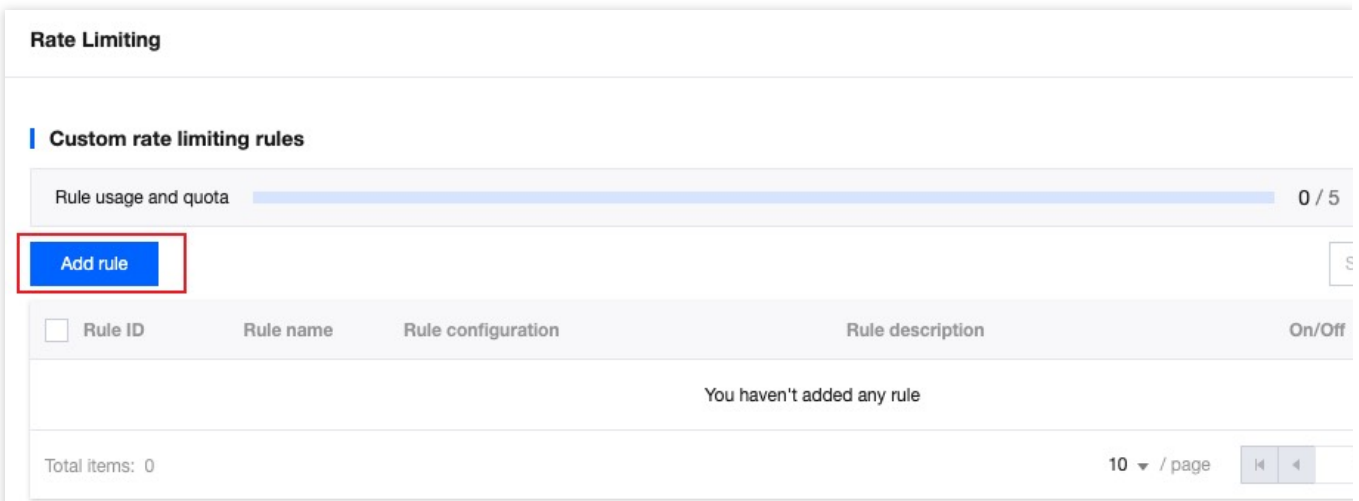 Rate Limiting
Custom rate limiting rules
Rule usage and quota 0 / 5
Add rule
Rule ID Rule name Rule configuration Rule description On/Off
You haven't added any rule
Total items: 0 10 / page